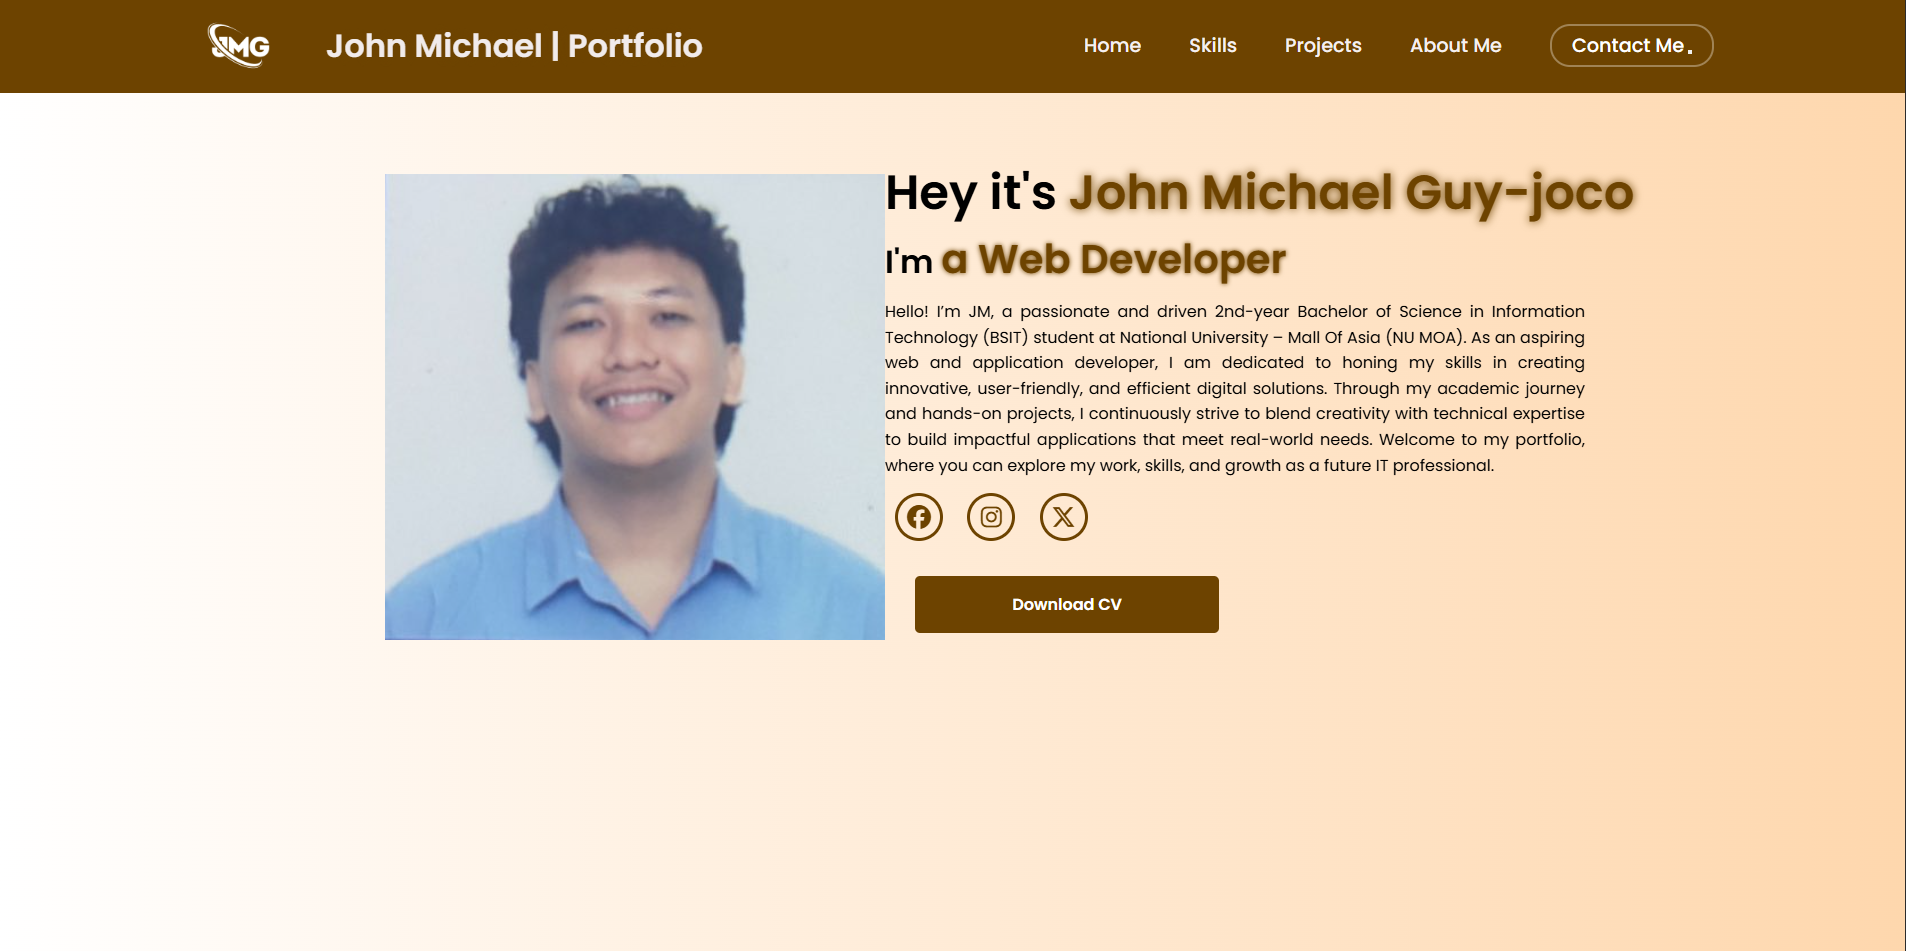 JMG
John Michael | Portfolio
Home
Skills
Projects
About Me
Contact Me .
Hey it's John Michael Guy-joco
I'm a Web Developer
Hello! I’m JM, a passionate and driven 2nd-year Bachelor of Science in Information
Technology (BSIT) student at National University – Mall Of Asia (NU MOA). As an aspiring
web and application developer, I am dedicated to honing my skills in creating
innovative, user-friendly, and efficient digital solutions. Through my academic journey
and hands-on projects, I continuously strive to blend creativity with technical expertise
to build impactful applications that meet real-world needs. Welcome to my portfolio,
where you can explore my work, skills, and growth as a future IT professional.
Download CV